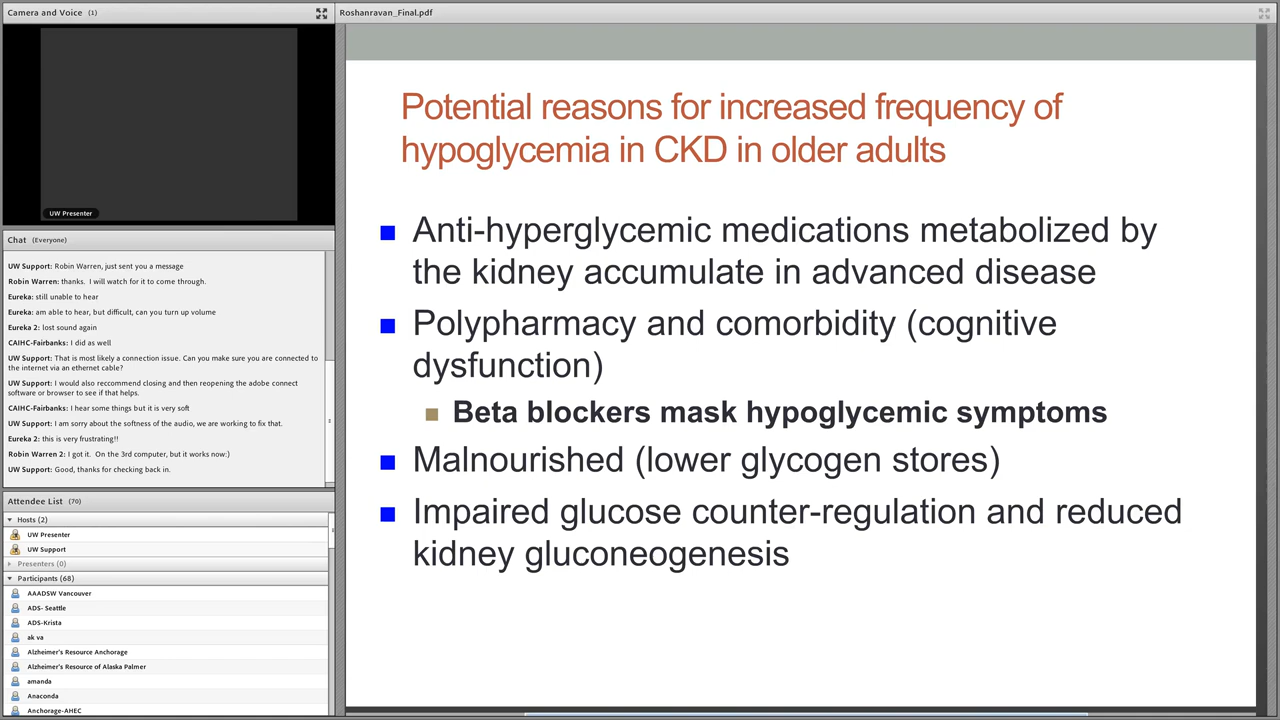 Camera and Voice (1)
UW Presenter
Chat (Everyone)
UW Support: Robin Warren, just sent you a message
Robin Warren: thanks. I will watch for it to come through.
Eureka: still unable to hear
Eureka: am able to hear, but difficult, can you turn up volume
Eureka 2: lost sound again
CAIHC-Fairbanks: I did as well
UW Support: That is most likely a connection issue. Can you make sure you are connected to
the internet via an ethernet cable?
UW Support: I would also reccommend closing and then reopening the adobe connect
software or browser to see if that helps.
CAIHC-Fairbanks: I hear some things but it is very soft
UW Support: I am sorry about the softness of the audio, we are working to fix that.
Eureka 2: this is very frustrating!!
Robin Warren 2: I got it. On the 3rd computer, but it works now:)
UW Support: Good, thanks for checking back in.
Attendee List (70)
Hosts (2)
UW Presenter
UW Support
Presenters (0)
Participants (68)
AAADSW Vancouver
ADS- Seattle
ADS-Krista
ak va
Alzheimer's Resource Anchorage
Alzheimer's Resource of Alaska Palmer
amanda
Anaconda
Anchorage-AHEC
Roshanravan_Final.pdf
Potential reasons for increased frequency of
hypoglycemia in CKD in older adults
Anti-hyperglycemic medications metabolized by
the kidney accumulate in advanced disease
Polypharmacy and comorbidity (cognitive
dysfunction)
Beta blockers mask hypoglycemic symptoms
Malnourished (lower glycogen stores)
Impaired glucose counter-regulation and reduced
kidney gluconeogenesis